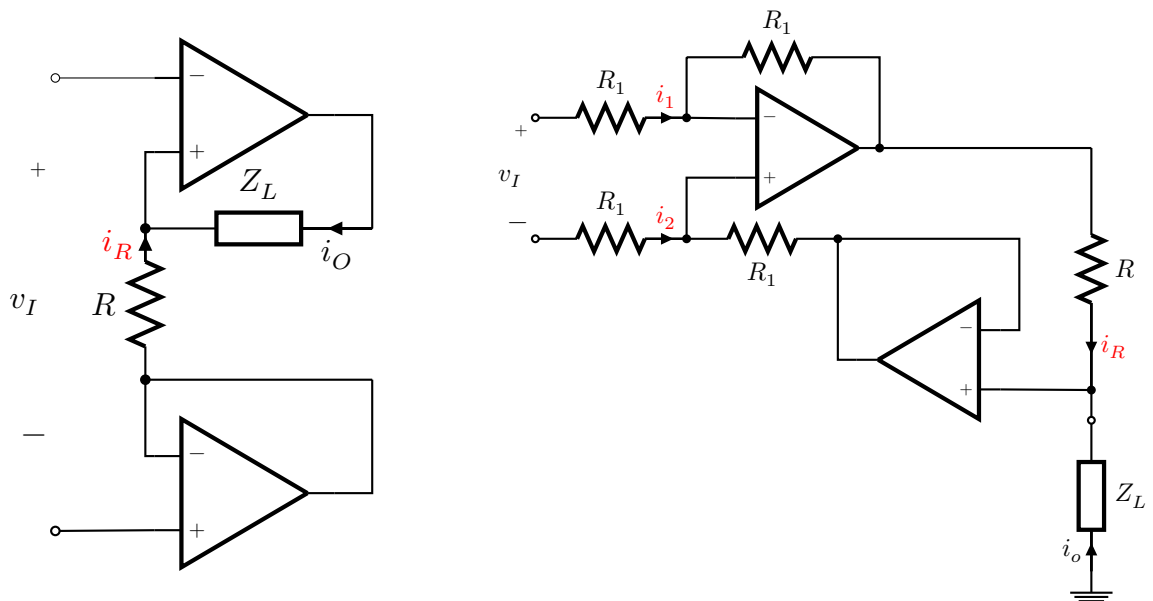 −
+
+
Z_L
i_R
i_O
v_I
R
−
−
+
R_1
R_1
i_1
+
−
v_I
+
R_1
−
i_2
R_1
R
−
i_R
+
Z_L
i_o